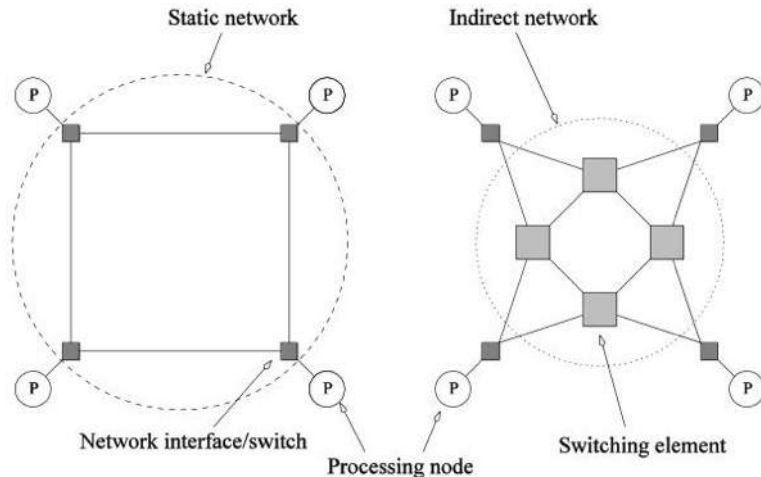 Static network
Indirect network
P
P
P
P
P
P
P
P
Network interface/switch
Switching element
Processing node